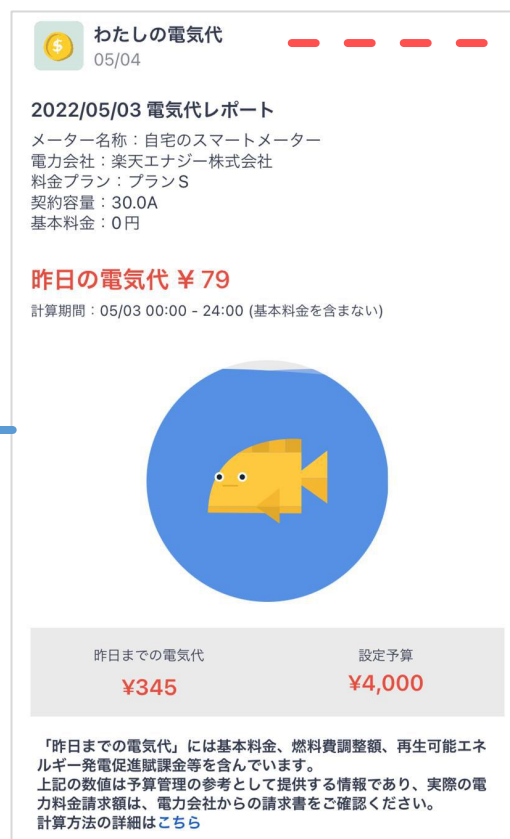 わたしの電気代
05/04
2022/05/03 電気代レポート
メーター名称：自宅のスマートメーター
電力会社：楽天エナジー株式会社
料金プラン：プランS
契約容量：30.0A
基本料金：0円
昨日の電気代 ¥ 79
計算期間：05/03 00:00 - 24:00 (基本料金を含まない)
昨日までの電気代
¥345
設定予算
¥4,000
「昨日までの電気代」には基本料金、燃料費調整額、再生可能エネ
ルギー発電促進賦課金等を含んでいます。
上記の数値は予算管理の参考として提供する情報であり、実際の電
力料金請求額は、電力会社からの請求書をご確認ください。
計算方法の詳細はこちら